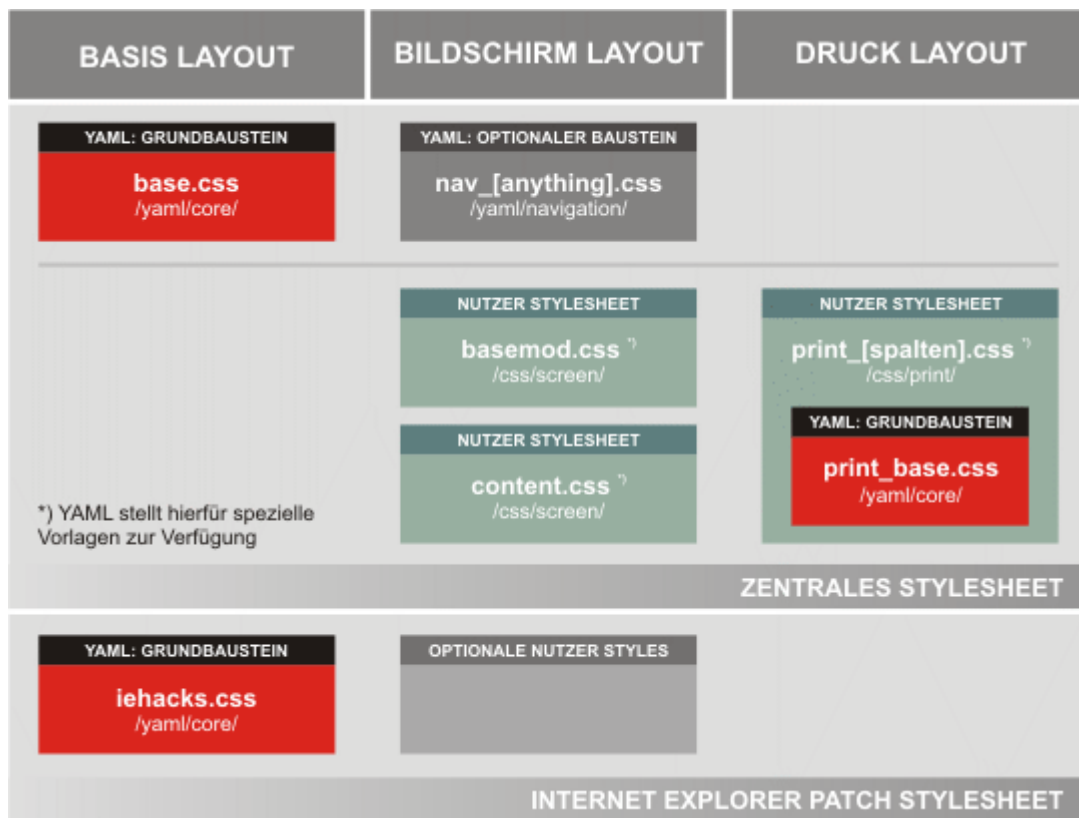 BASIS LAYOUT
BILDSCHIRM LAYOUT
DRUCK LAYOUT
YAML: GRUNDBAUSTEIN
base.css
/yaml/core/
YAML: OPTIONALER BAUSTEIN
nav_[anything].css
/yaml/navigation/
NUTZER STYLESHEET
basemod.css *)
/css/screen/
NUTZER STYLESHEET
content.css *)
/css/screen/
NUTZER STYLESHEET
print_[spalten].css *)
/css/print/
YAML: GRUNDBAUSTEIN
print_base.css
/yaml/core/
*) YAML stellt hierfür spezielle
Vorlagen zur Verfügung
ZENTRALES STYLESHEET
YAML: GRUNDBAUSTEIN
iehacks.css
/yaml/core/
OPTIONALE NUTZER STYLES
INTERNET EXPLORER PATCH STYLESHEET